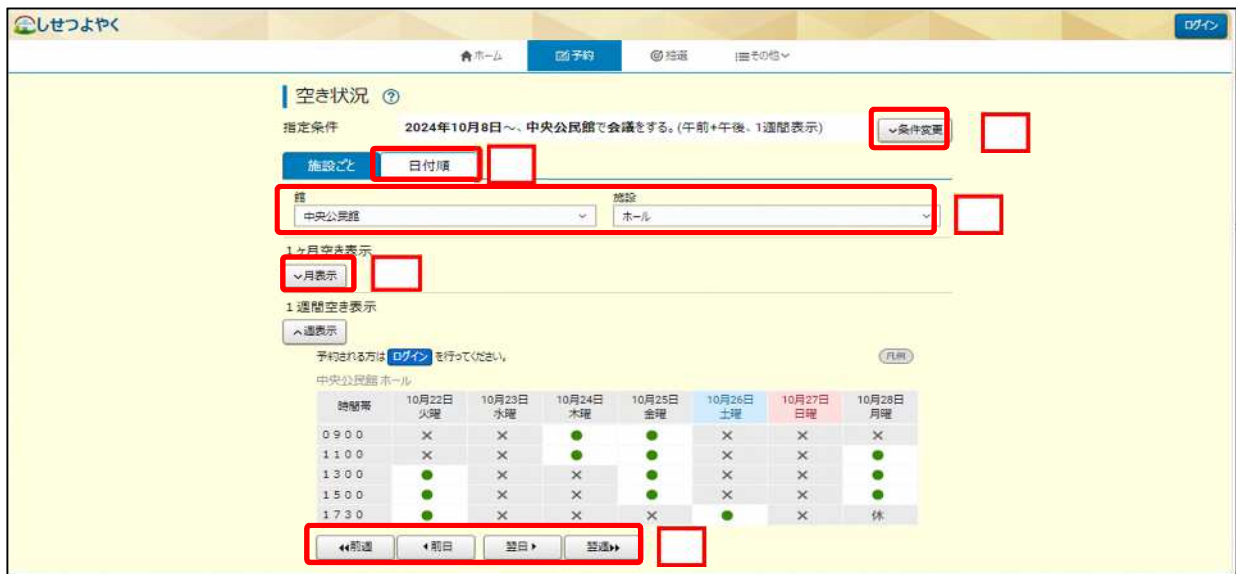 しせつよやく
ログイン
ホーム 予約 抽選 その他
空き状況 ?
指定条件 2024年10月8日～、中央公民館で会議をする。(午前+午後、1週間表示) 条件変更
施設ごと 日付順
館 施設
中央公民館 ホール
1ヶ月空き表示
月表示
1週間空き表示
週表示
予約される方は ログイン を行ってください。 凡例
中央公民館 ホール
時間帯 10月22日 火曜 10月23日 水曜 10月24日 木曜 10月25日 金曜 10月26日 土曜 10月27日 日曜 10月28日 月曜
0900 × × ● ● × × ×
1100 × × ● ● × × ●
1300 ● × × ● × × ●
1500 ● × × ● × × ●
1730 ● × × × ● × 休
前週 前日 翌日 翌週